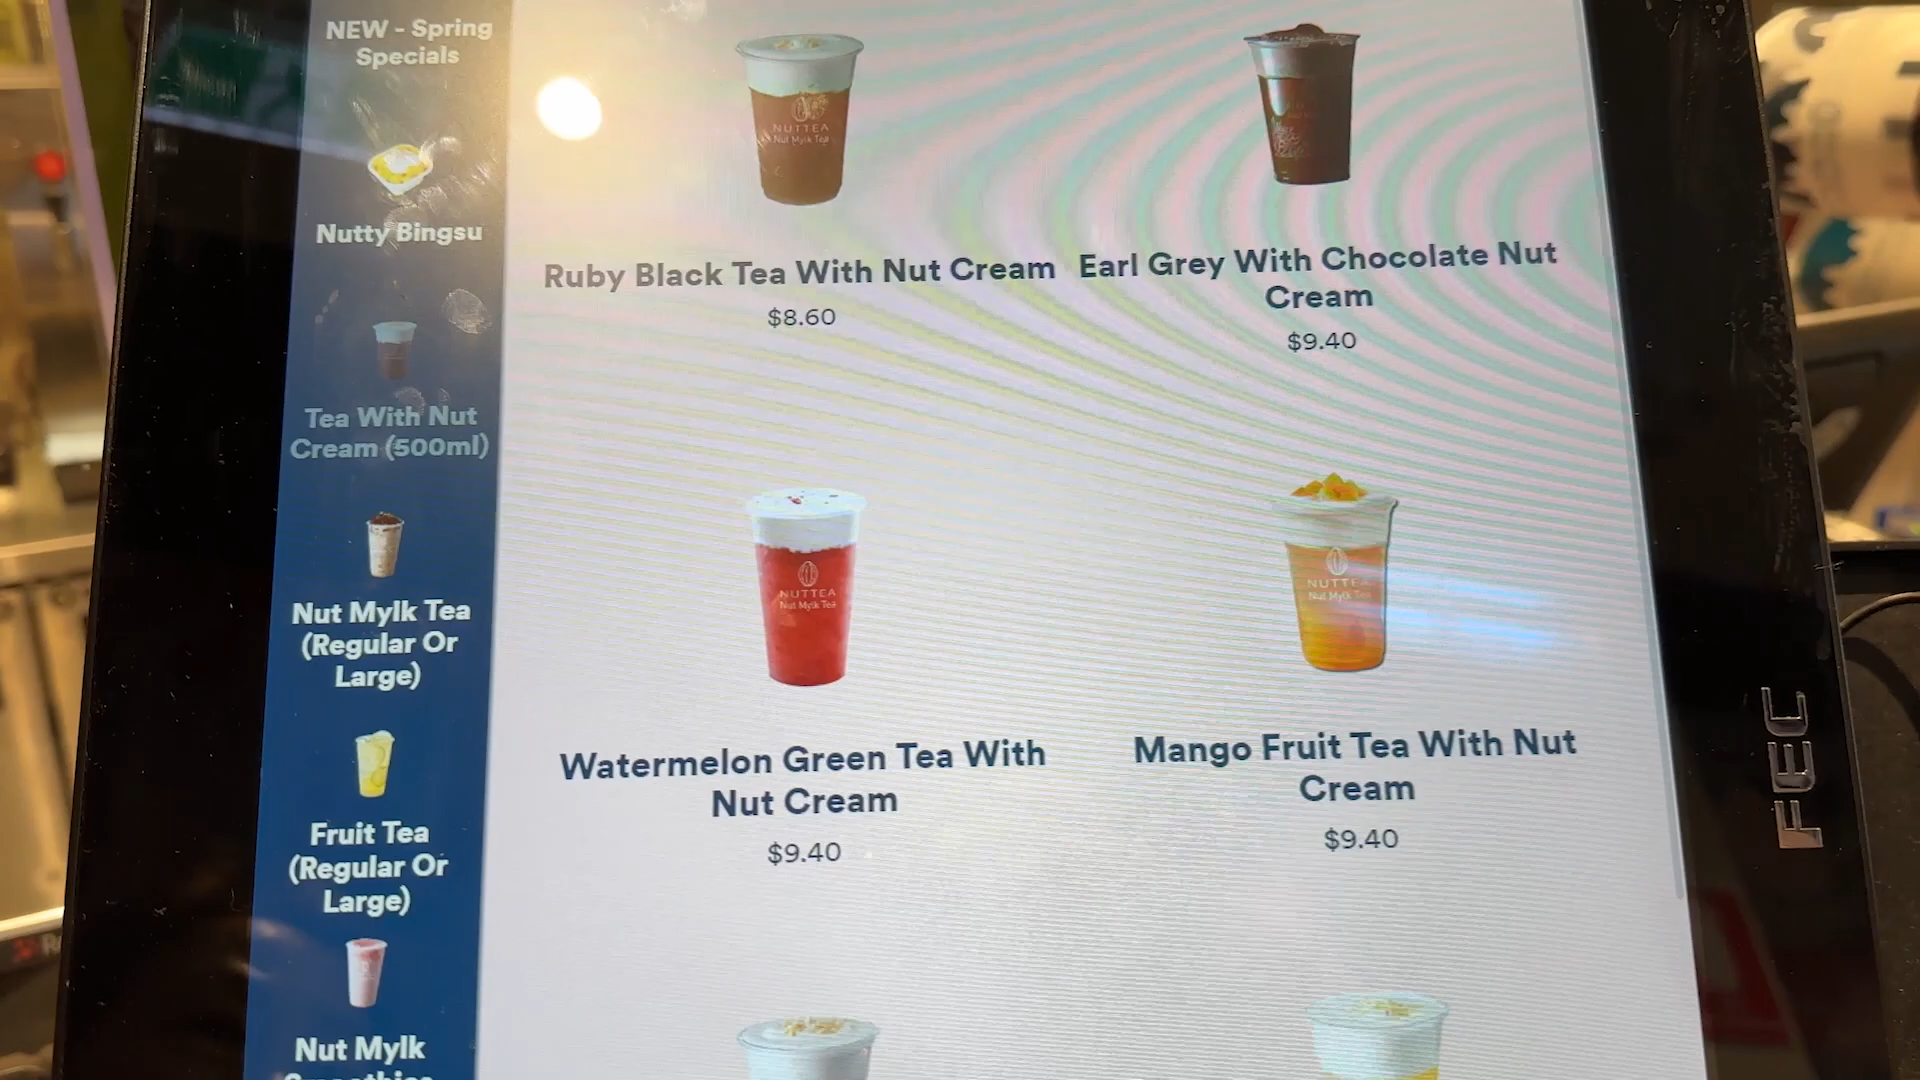 NEW - Spring
Specials
Nutty Bingsu
Tea With Nut
Cream (500ml)
Nut Mylk Tea
(Regular Or
Large)
Fruit Tea
(Regular Or
Large)
Nut Mylk
NUTTEA
Nut Mylk Tea
Ruby Black Tea With Nut Cream
$8.60
Earl Grey With Chocolate Nut
Cream
$9.40
NUTTEA
Nut Mylk Tea
Watermelon Green Tea With
Nut Cream
$9.40
NUTTEA
Nut Mylk Tea
Mango Fruit Tea With Nut
Cream
$9.40
FEC